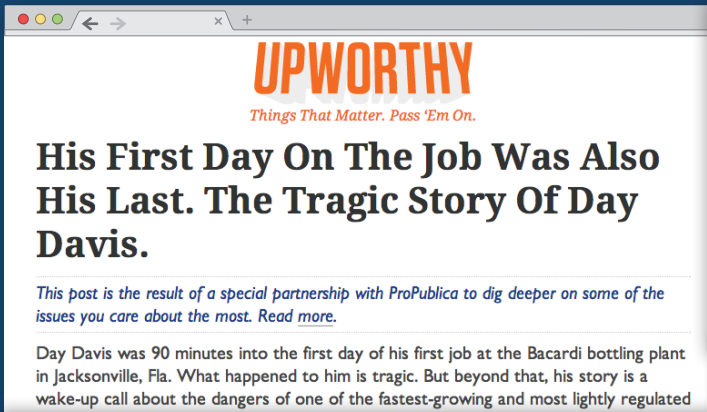 UPWORTHY
Things That Matter. Pass ‘Em On.
His First Day On The Job Was Also
His Last. The Tragic Story Of Day
Davis.
This post is the result of a special partnership with ProPublica to dig deeper on some of the
issues you care about the most. Read more.
Day Davis was 90 minutes into the first day of his first job at the Bacardi bottling plant
in Jacksonville, Fla. What happened to him is tragic. But beyond that, his story is a
wake-up call about the dangers of one of the fastest-growing and most lightly regulated